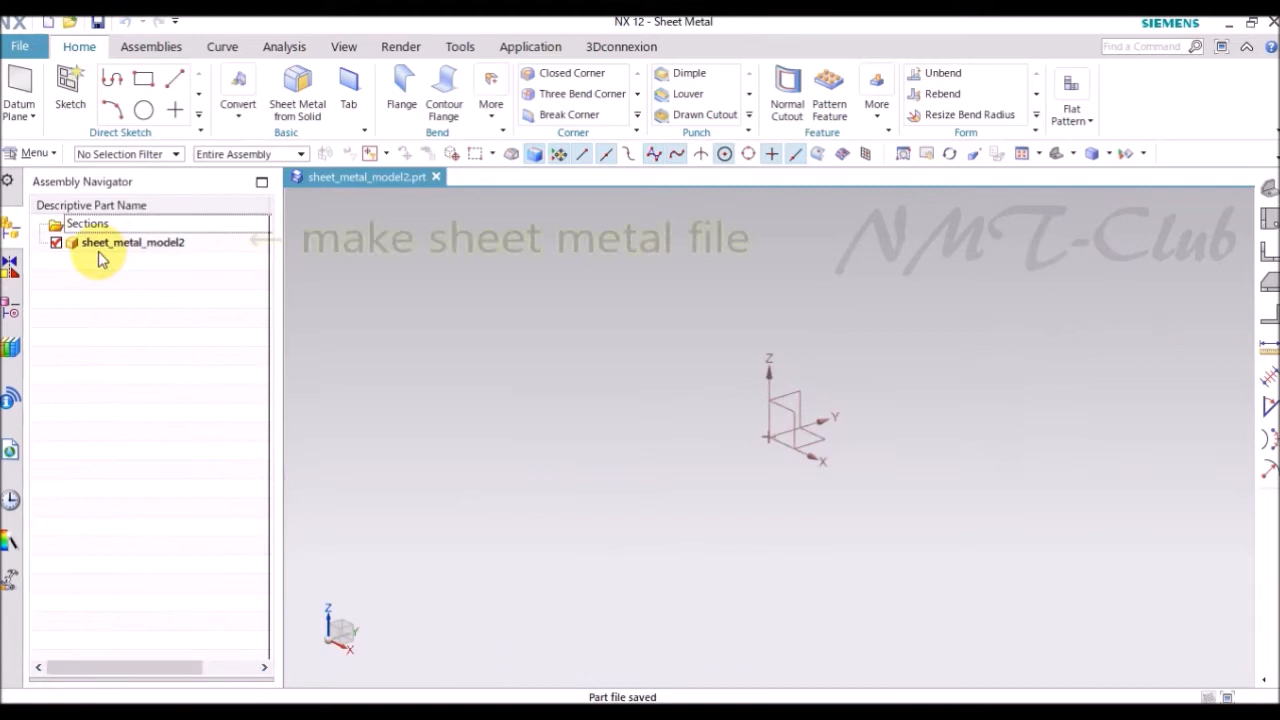 NX
NX 12 - Sheet Metal
SIEMENS
File Home Assemblies Curve Analysis View Render Tools Application 3Dconnexion Find a Command
Datum Plane
Sketch
Direct Sketch
Convert
Sheet Metal from Solid
Tab
Basic
Flange
Contour Flange
More
Bend
Closed Corner
Three Bend Corner
Break Corner
Corner
Dimple
Louver
Drawn Cutout
Punch
Normal Cutout
Pattern Feature
More
Feature
Unbend
Rebend
Resize Bend Radius
Form
Flat Pattern
Menu No Selection Filter Entire Assembly
Assembly Navigator
sheet_metal_model2.prt
Descriptive Part Name
Sections
sheet_metal_model2
make sheet metal file
NMT-Club
Z
Y
X
Z
Y
X
Part file saved